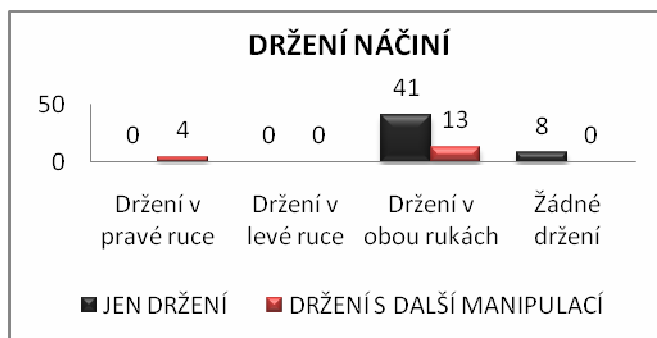 DRŽENÍ NÁČINÍ
50
0
0 4 0 0 41 13 8 0
Držení v pravé ruce
Držení v levé ruce
Držení v obou rukách
Žádné držení
JEN DRŽENÍ DRŽENÍ S DALŠÍ MANIPULACÍ